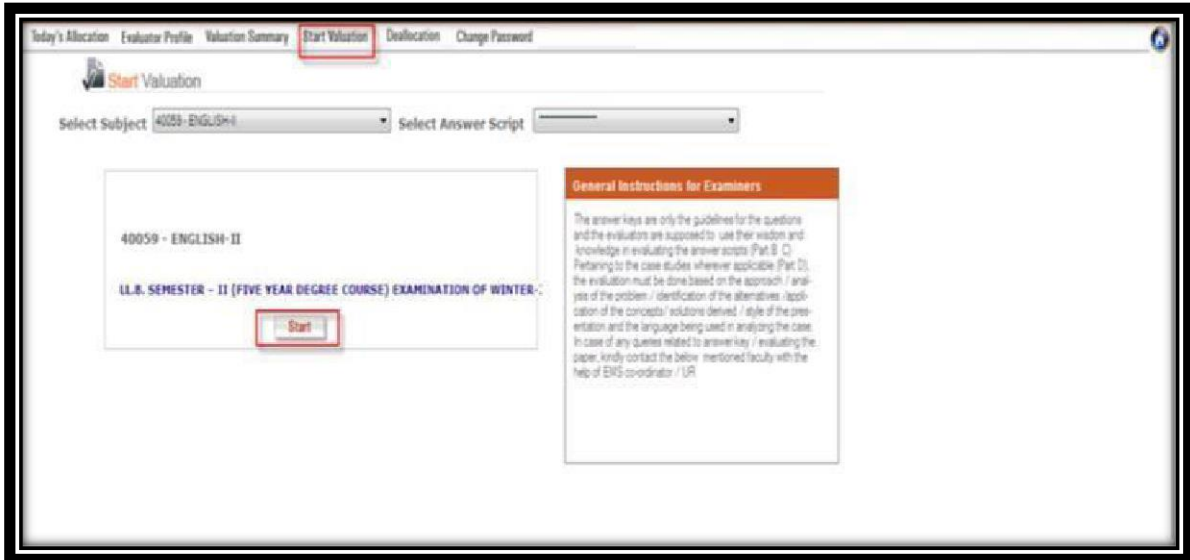 Today's Allocation Evaluator Profile Valuation Summary Start Valuation Deallocation Change Password
Start Valuation
Select Subject 40059- ENGLISH-II Select Answer Script
General Instructions for Examiners
The answer keys are only the guidelines for the questions
and the evaluators are supposed to use their wisdom and
knowledge in evaluating the answer scripts (Part B, C)
Pertaining to the case studies wherever applicable (Part D),
the evaluation must be done based on the approach / anal-
ysis of the problem / identification of the alternatives /appli-
cation of the concepts/ solutions derived / style of the pres-
entation and the language being used in analyzing the case.
In case of any queries related to answer key / evaluating the
paper, kindly contact the below mentioned faculty with the
help of EMS co-ordinator / UR
40059 - ENGLISH-II
LL.B. SEMESTER - II (FIVE YEAR DEGREE COURSE) EXAMINATION OF WINTER-
Start